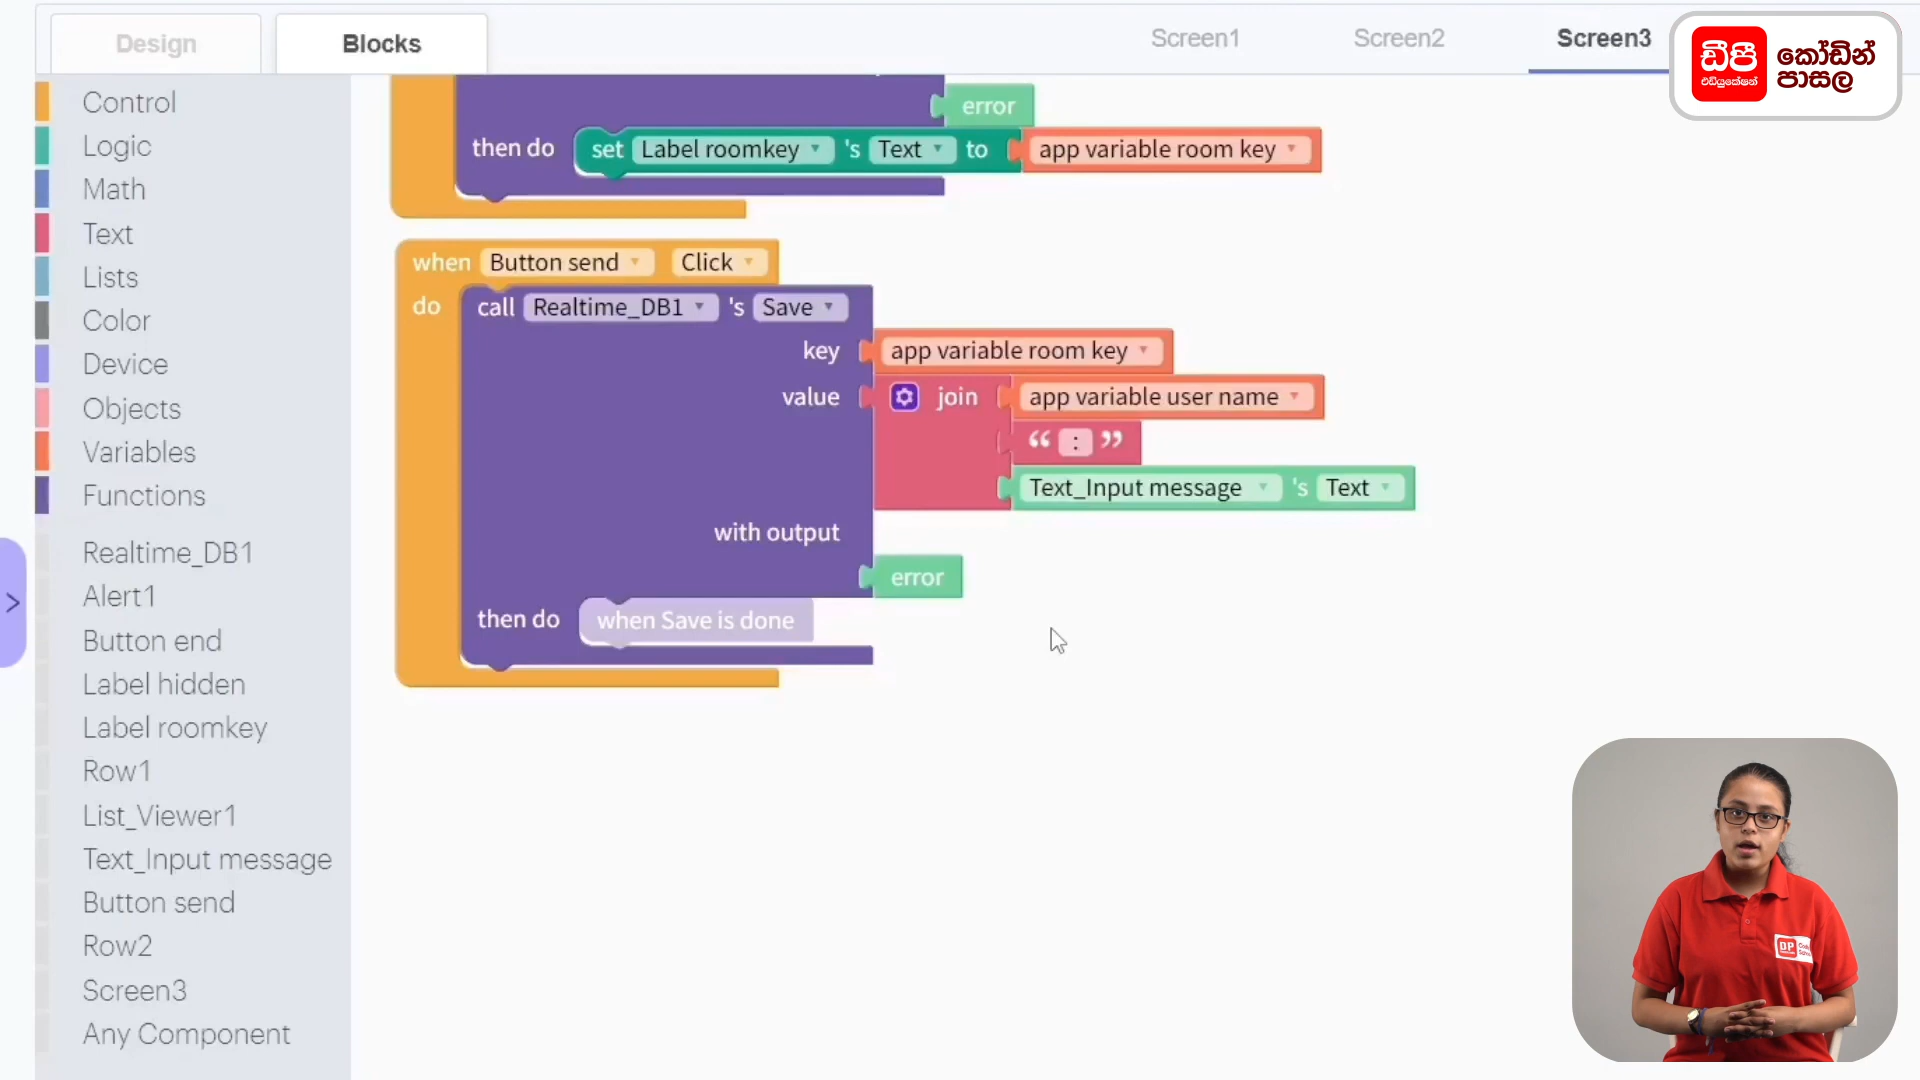 Design
Blocks
Screen1
Screen2
Screen3
ඩීපී
එඩියුකේෂන්
කෝඩින්
පාසල
Control
Logic
Math
Text
Lists
Color
Device
Objects
Variables
Functions
Realtime_DB1
Alert1
Button end
Label hidden
Label roomkey
Row1
List_Viewer1
Text_Input message
Button send
Row2
Screen3
Any Component
error
then do set Label roomkey 's Text to app variable room key
when Button send Click
do call Realtime_DB1 's Save
key app variable room key
value join app variable user name
“ : ”
Text_Input message 's Text
with output
error
then do when Save is done
>
DP